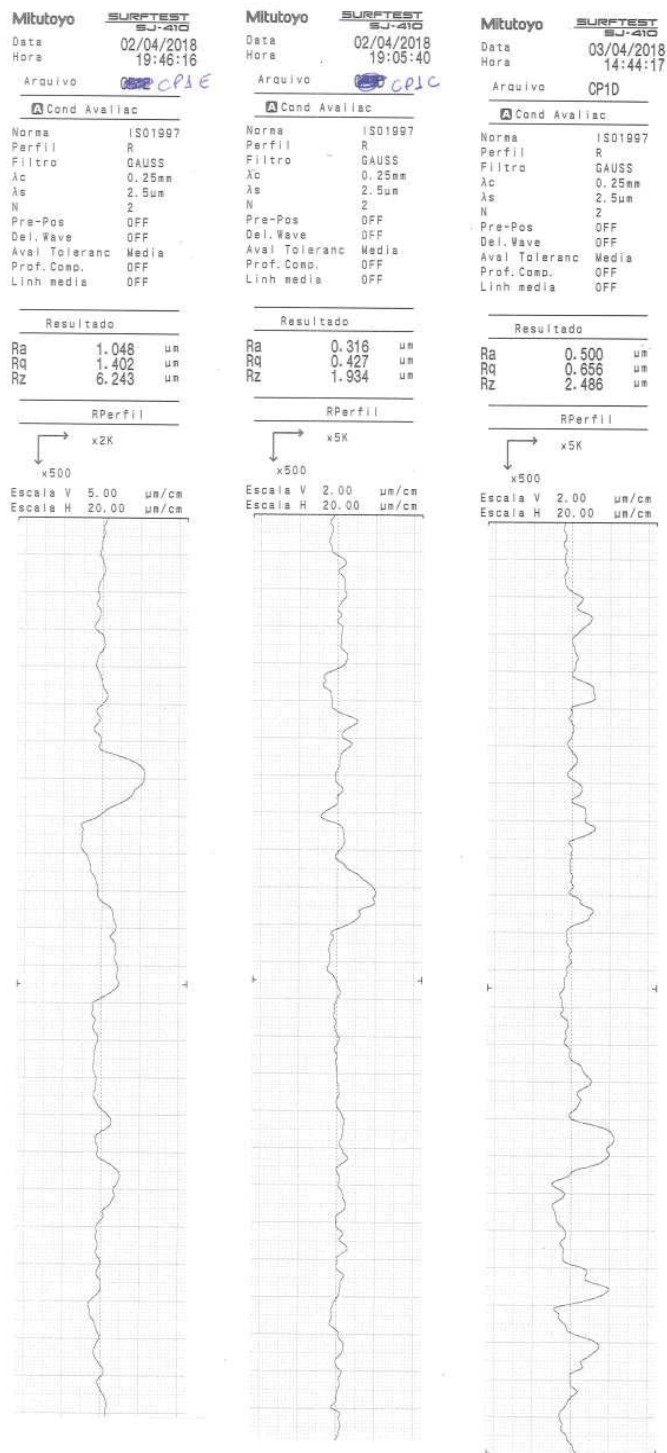 Mitutoyo SURFTEST
SJ-410
Data 02/04/2018
Hora 19:46:16
Arquivo CP1E
A Cond Avaliac
Norma ISO1997
Perfil R
Filtro GAUSS
λc 0.25mm
λs 2.5μm
N 2
Pre-Pos OFF
Del.Wave OFF
Aval Toleranc Media
Prof.Comp. OFF
Linh media OFF
Resultado
Ra 1.048 μm
Rq 1.402 μm
Rz 6.243 μm
RPerfil
x2K
x500
Escala V 5.00 μm/cm
Escala H 20.00 μm/cm
Mitutoyo SURFTEST
SJ-410
Data 02/04/2018
Hora 19:05:40
Arquivo CP1C
A Cond Avaliac
Norma ISO1997
Perfil R
Filtro GAUSS
λc 0.25mm
λs 2.5μm
N 2
Pre-Pos OFF
Del.Wave OFF
Aval Toleranc Media
Prof.Comp. OFF
Linh media OFF
Resultado
Ra 0.316 μm
Rq 0.427 μm
Rz 1.934 μm
RPerfil
x5K
x500
Escala V 2.00 μm/cm
Escala H 20.00 μm/cm
Mitutoyo SURFTEST
SJ-410
Data 03/04/2018
Hora 14:44:17
Arquivo CP1D
A Cond Avaliac
Norma ISO1997
Perfil R
Filtro GAUSS
λc 0.25mm
λs 2.5μm
N 2
Pre-Pos OFF
Del.Wave OFF
Aval Toleranc Media
Prof.Comp. OFF
Linh media OFF
Resultado
Ra 0.500 μm
Rq 0.656 μm
Rz 2.486 μm
RPerfil
x5K
x500
Escala V 2.00 μm/cm
Escala H 20.00 μm/cm